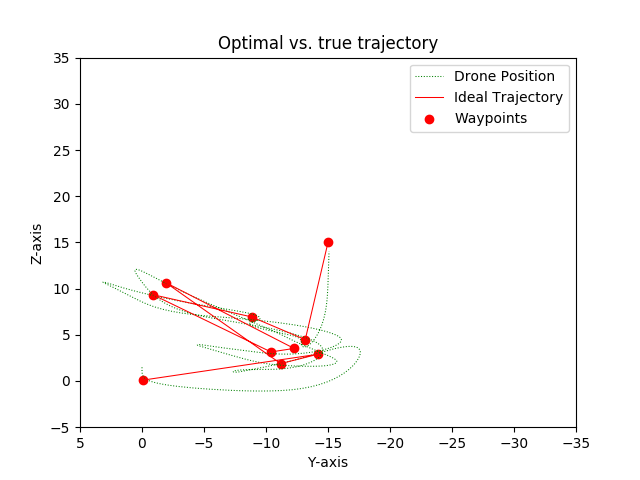 Optimal vs. true trajectory
Drone Position
Ideal Trajectory
Waypoints
Z-axis
35
30
25
20
15
10
5
0
−5
5 0 −5 −10 −15 −20 −25 −30 −35
Y-axis